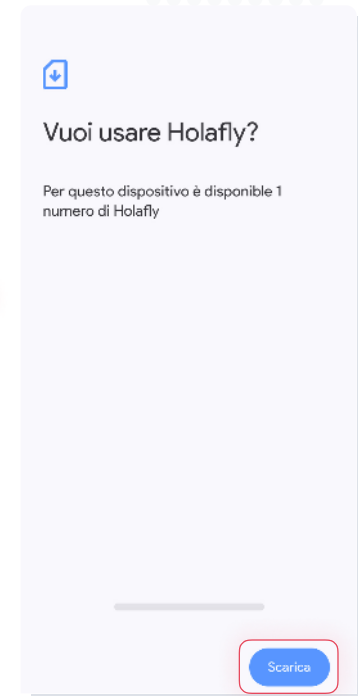 Vuoi usare Holafly?
Per questo dispositivo è disponibile 1
numero di Holafly
Scarica